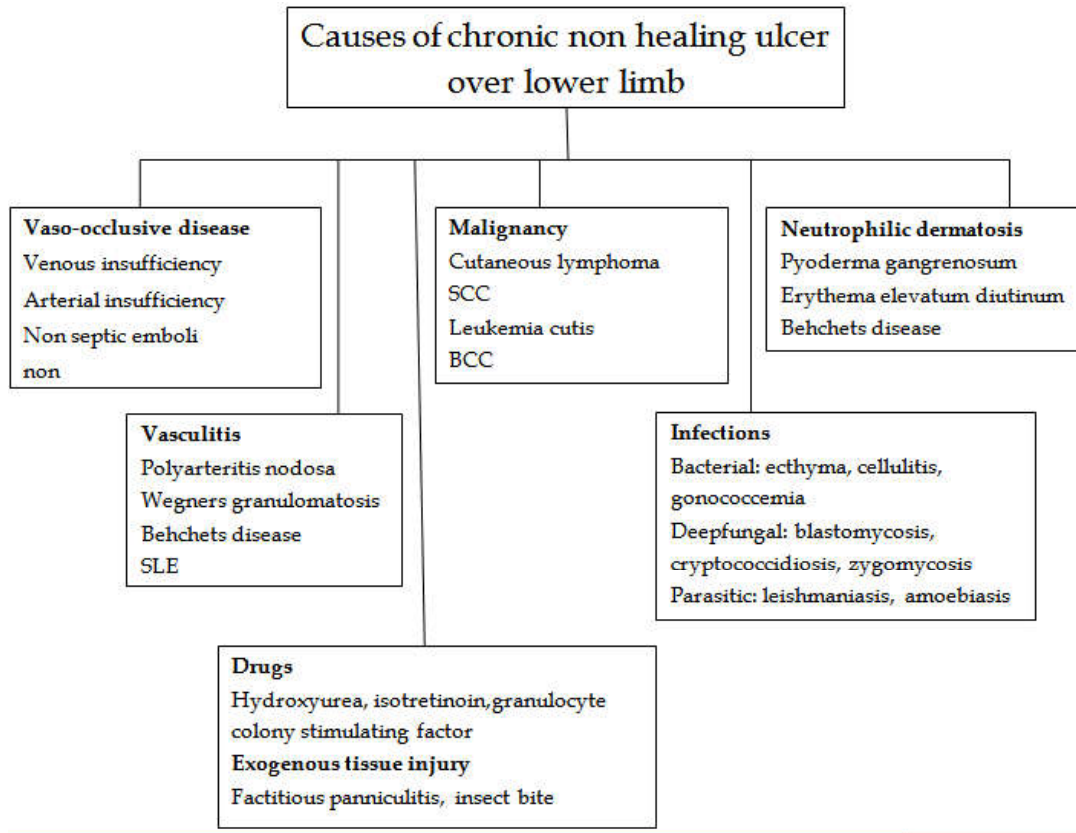 Causes of chronic non healing ulcer
over lower limb
Vaso-occlusive disease
Venous insufficiency
Arterial insufficiency
Non septic emboli
non
Malignancy
Cutaneous lymphoma
SCC
Leukemia cutis
BCC
Neutrophilic dermatosis
Pyoderma gangrenosum
Erythema elevatum diutinum
Behchets disease
Vasculitis
Polyarteritis nodosa
Wegners granulomatosis
Behchets disease
SLE
Infections
Bacterial: ecthyma, cellulitis,
gonococcemia
Deepfungal: blastomycosis,
cryptococcidiosis, zygomycosis
Parasitic: leishmaniasis, amoebiasis
Drugs
Hydroxyurea, isotretinoin,granulocyte
colony stimulating factor
Exogenous tissue injury
Factitious panniculitis, insect bite